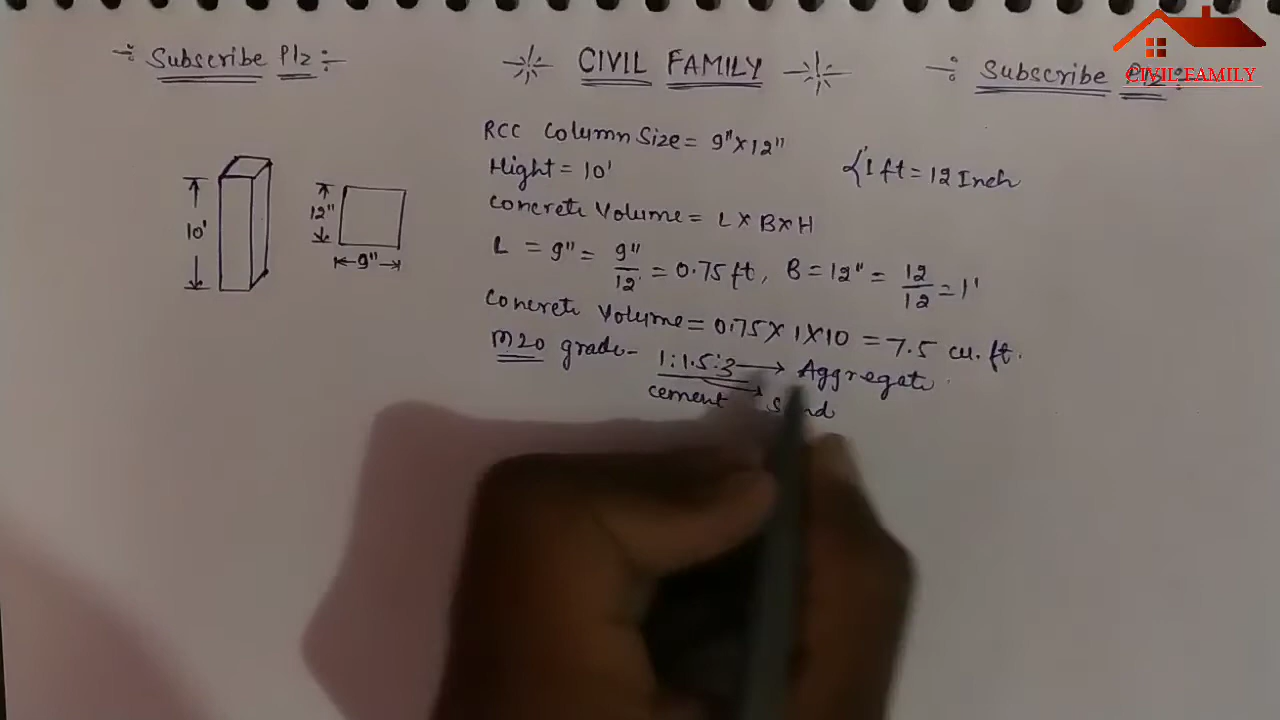 ÷ Subscribe Plz ÷
CIVIL FAMILY
÷ Subscribe Plz ÷
CIVIL FAMILY
RCC Column Size = 9"x12"
Hight = 10'
{1 ft = 12 Inch
Concrete Volume = L x B x H
L = 9" = 9"/12 = 0.75 ft, B = 12" = 12/12 = 1'
Concrete Volume = 0.75 x 1 x 10 = 7.5 cu.ft.
M20 grade - 1:1.5:3 → Aggregate
cement → sand
10'
12"
9"